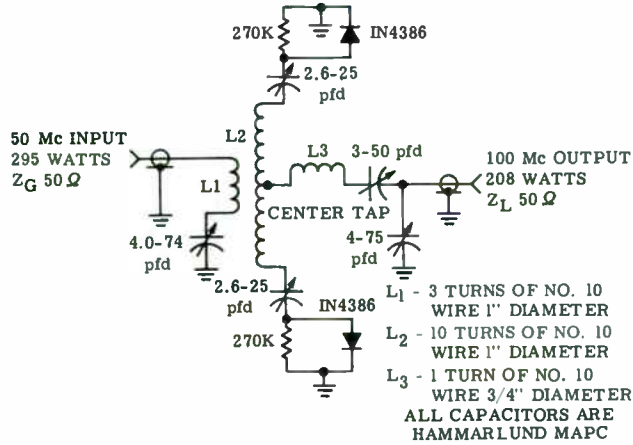 270K
IN4386
2.6-25
pfd
L2
50 Mc INPUT
295 WATTS
ZG 50 Ω
L1
4.0-74
pfd
L3
3-50 pfd
100 Mc OUTPUT
208 WATTS
ZL 50 Ω
CENTER TAP
4-75
pfd
2.6-25
pfd
IN4386
270K
L1 - 3 TURNS OF NO. 10
WIRE 1" DIAMETER
L2 - 10 TURNS OF NO. 10
WIRE 1" DIAMETER
L3 - 1 TURN OF NO. 10
WIRE 3/4" DIAMETER
ALL CAPACITORS ARE
HAMMARLUND MAPC